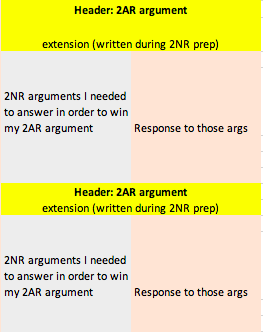 Header: 2AR argument
extension (written during 2NR prep)
2NR arguments I needed
to answer in order to win
my 2AR argument
Response to those args
Header: 2AR argument
extension (written during 2NR prep)
2NR arguments I needed
to answer in order to win
my 2AR argument
Response to those args